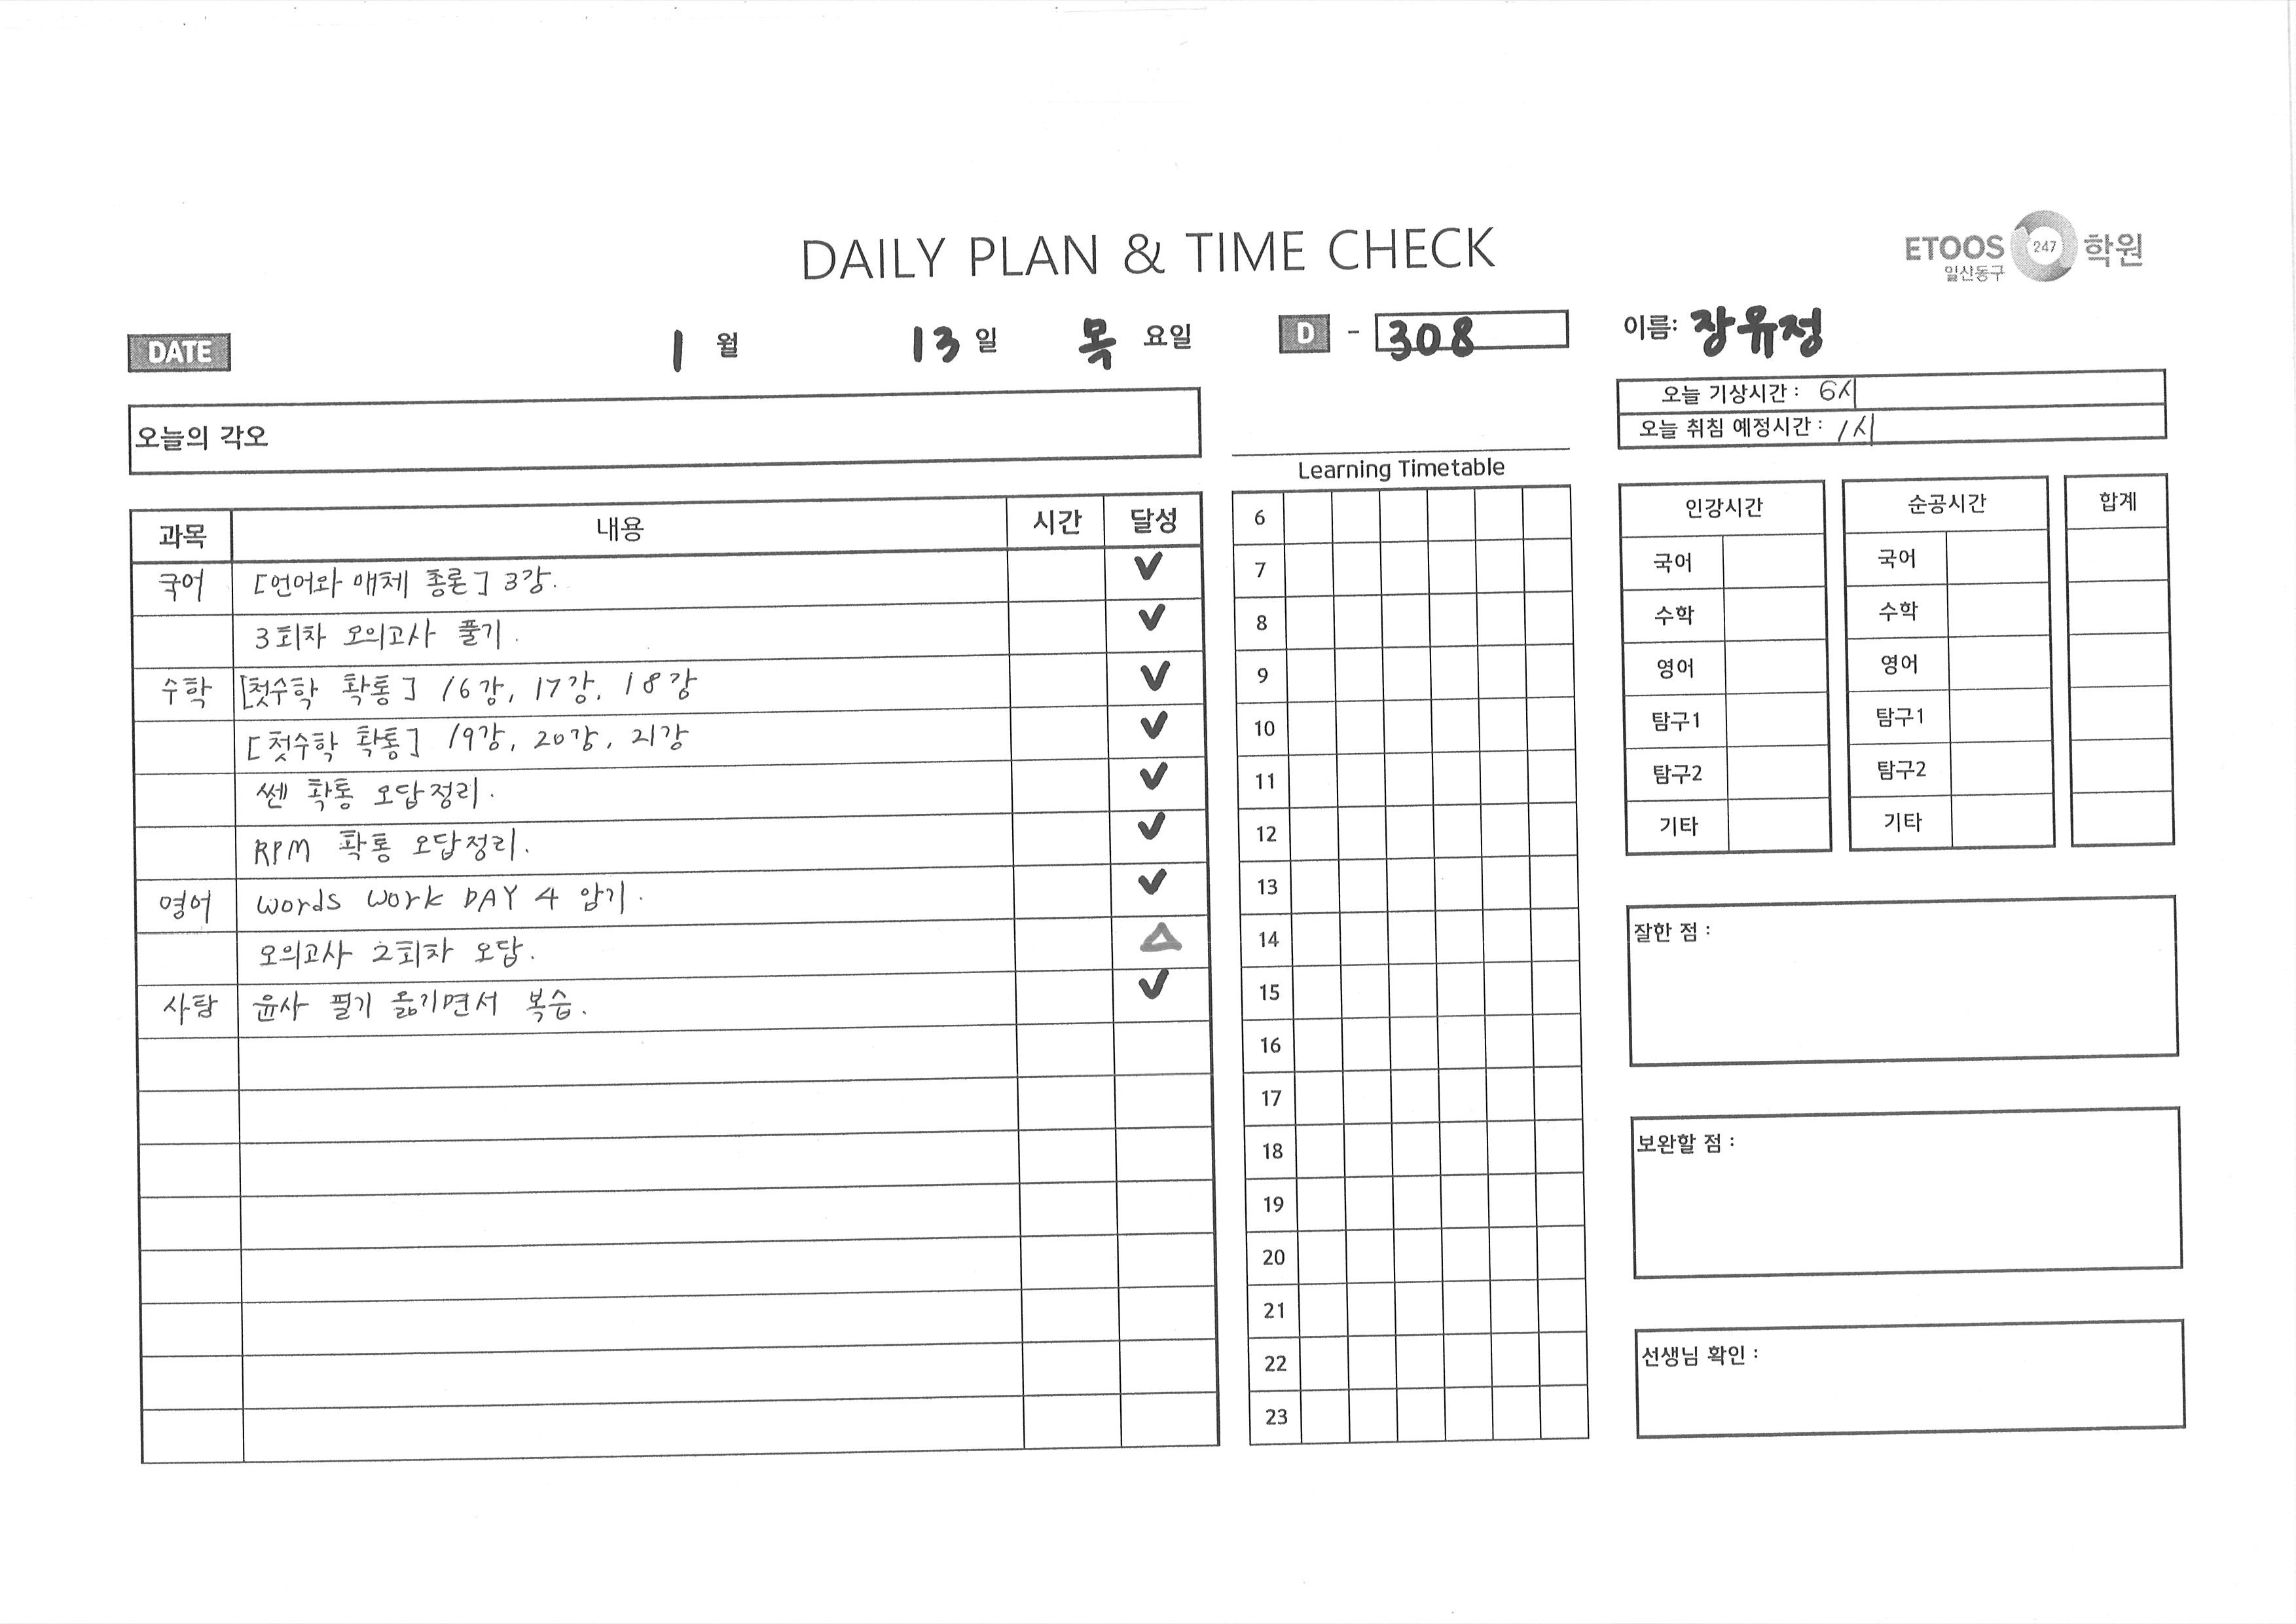 DAILY PLAN & TIME CHECK
ETOOS 247 학원
일산동구
DATE 1 월 13 일 목 요일 D - 308 이름: 장유정
오늘 기상시간 : 6시
오늘 취침 예정시간 : 1시
오늘의 각오
과목 내용 시간 달성
국어 [언어와 매체 총론] 3강. ✓
3회차 모의고사 풀기. ✓
수학 [첫수학 확통] 16강, 17강, 18강 ✓
[첫수학 확통] 19강, 20강, 21강 ✓
쎈 확통 오답정리. ✓
RPM 확통 오답정리. ✓
영어 words work DAY 4 암기. ✓
모의고사 2회차 오답. △
사탐 윤사 필기 옮기면서 복습. ✓
Learning Timetable
6
7
8
9
10
11
12
13
14
15
16
17
18
19
20
21
22
23
인강시간 순공시간 합계
국어 국어
수학 수학
영어 영어
탐구1 탐구1
탐구2 탐구2
기타 기타
잘한 점 :
보완할 점 :
선생님 확인 :